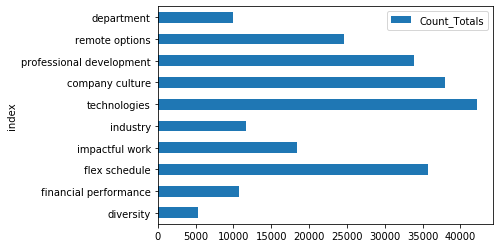 Count_Totals
department
remote options
professional development
company culture
technologies
industry
impactful work
flex schedule
financial performance
diversity
index
0 5000 10000 15000 20000 25000 30000 35000 40000